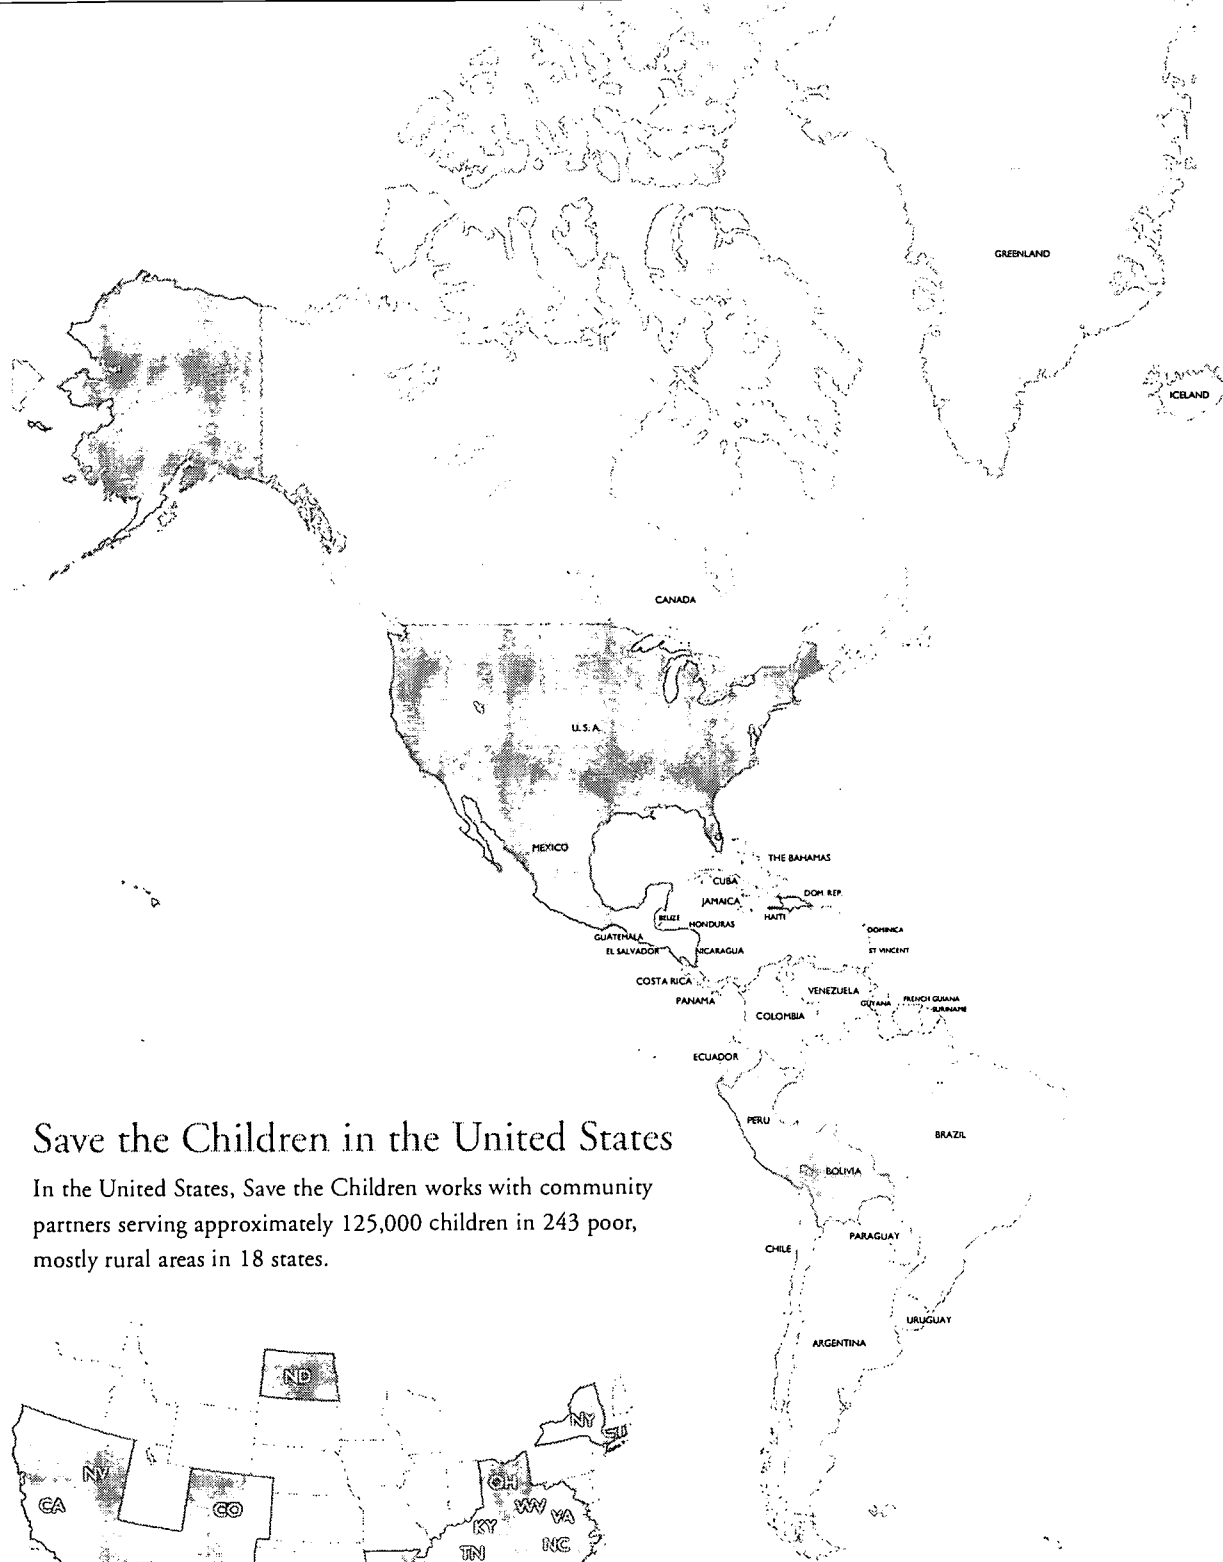 GREENLAND
ICELAND
CANADA
U.S.A.
MEXICO
THE BAHAMAS
CUBA
DOM REP.
JAMAICA
HAITI
BELIZE
HONDURAS
DOMINICA
GUATEMALA
EL SALVADOR
NICARAGUA
ST VINCENT
COSTA RICA
VENEZUELA
PANAMA
GUYANA
FRENCH GUIANA
SURINAME
COLOMBIA
ECUADOR
PERU
BRAZIL
BOLIVIA
PARAGUAY
CHILE
URUGUAY
ARGENTINA
Save the Children in the United States
In the United States, Save the Children works with community
partners serving approximately 125,000 children in 243 poor,
mostly rural areas in 18 states.
ND
NY
NV
OH
CA
CO
WV
VA
KY
NC
TN